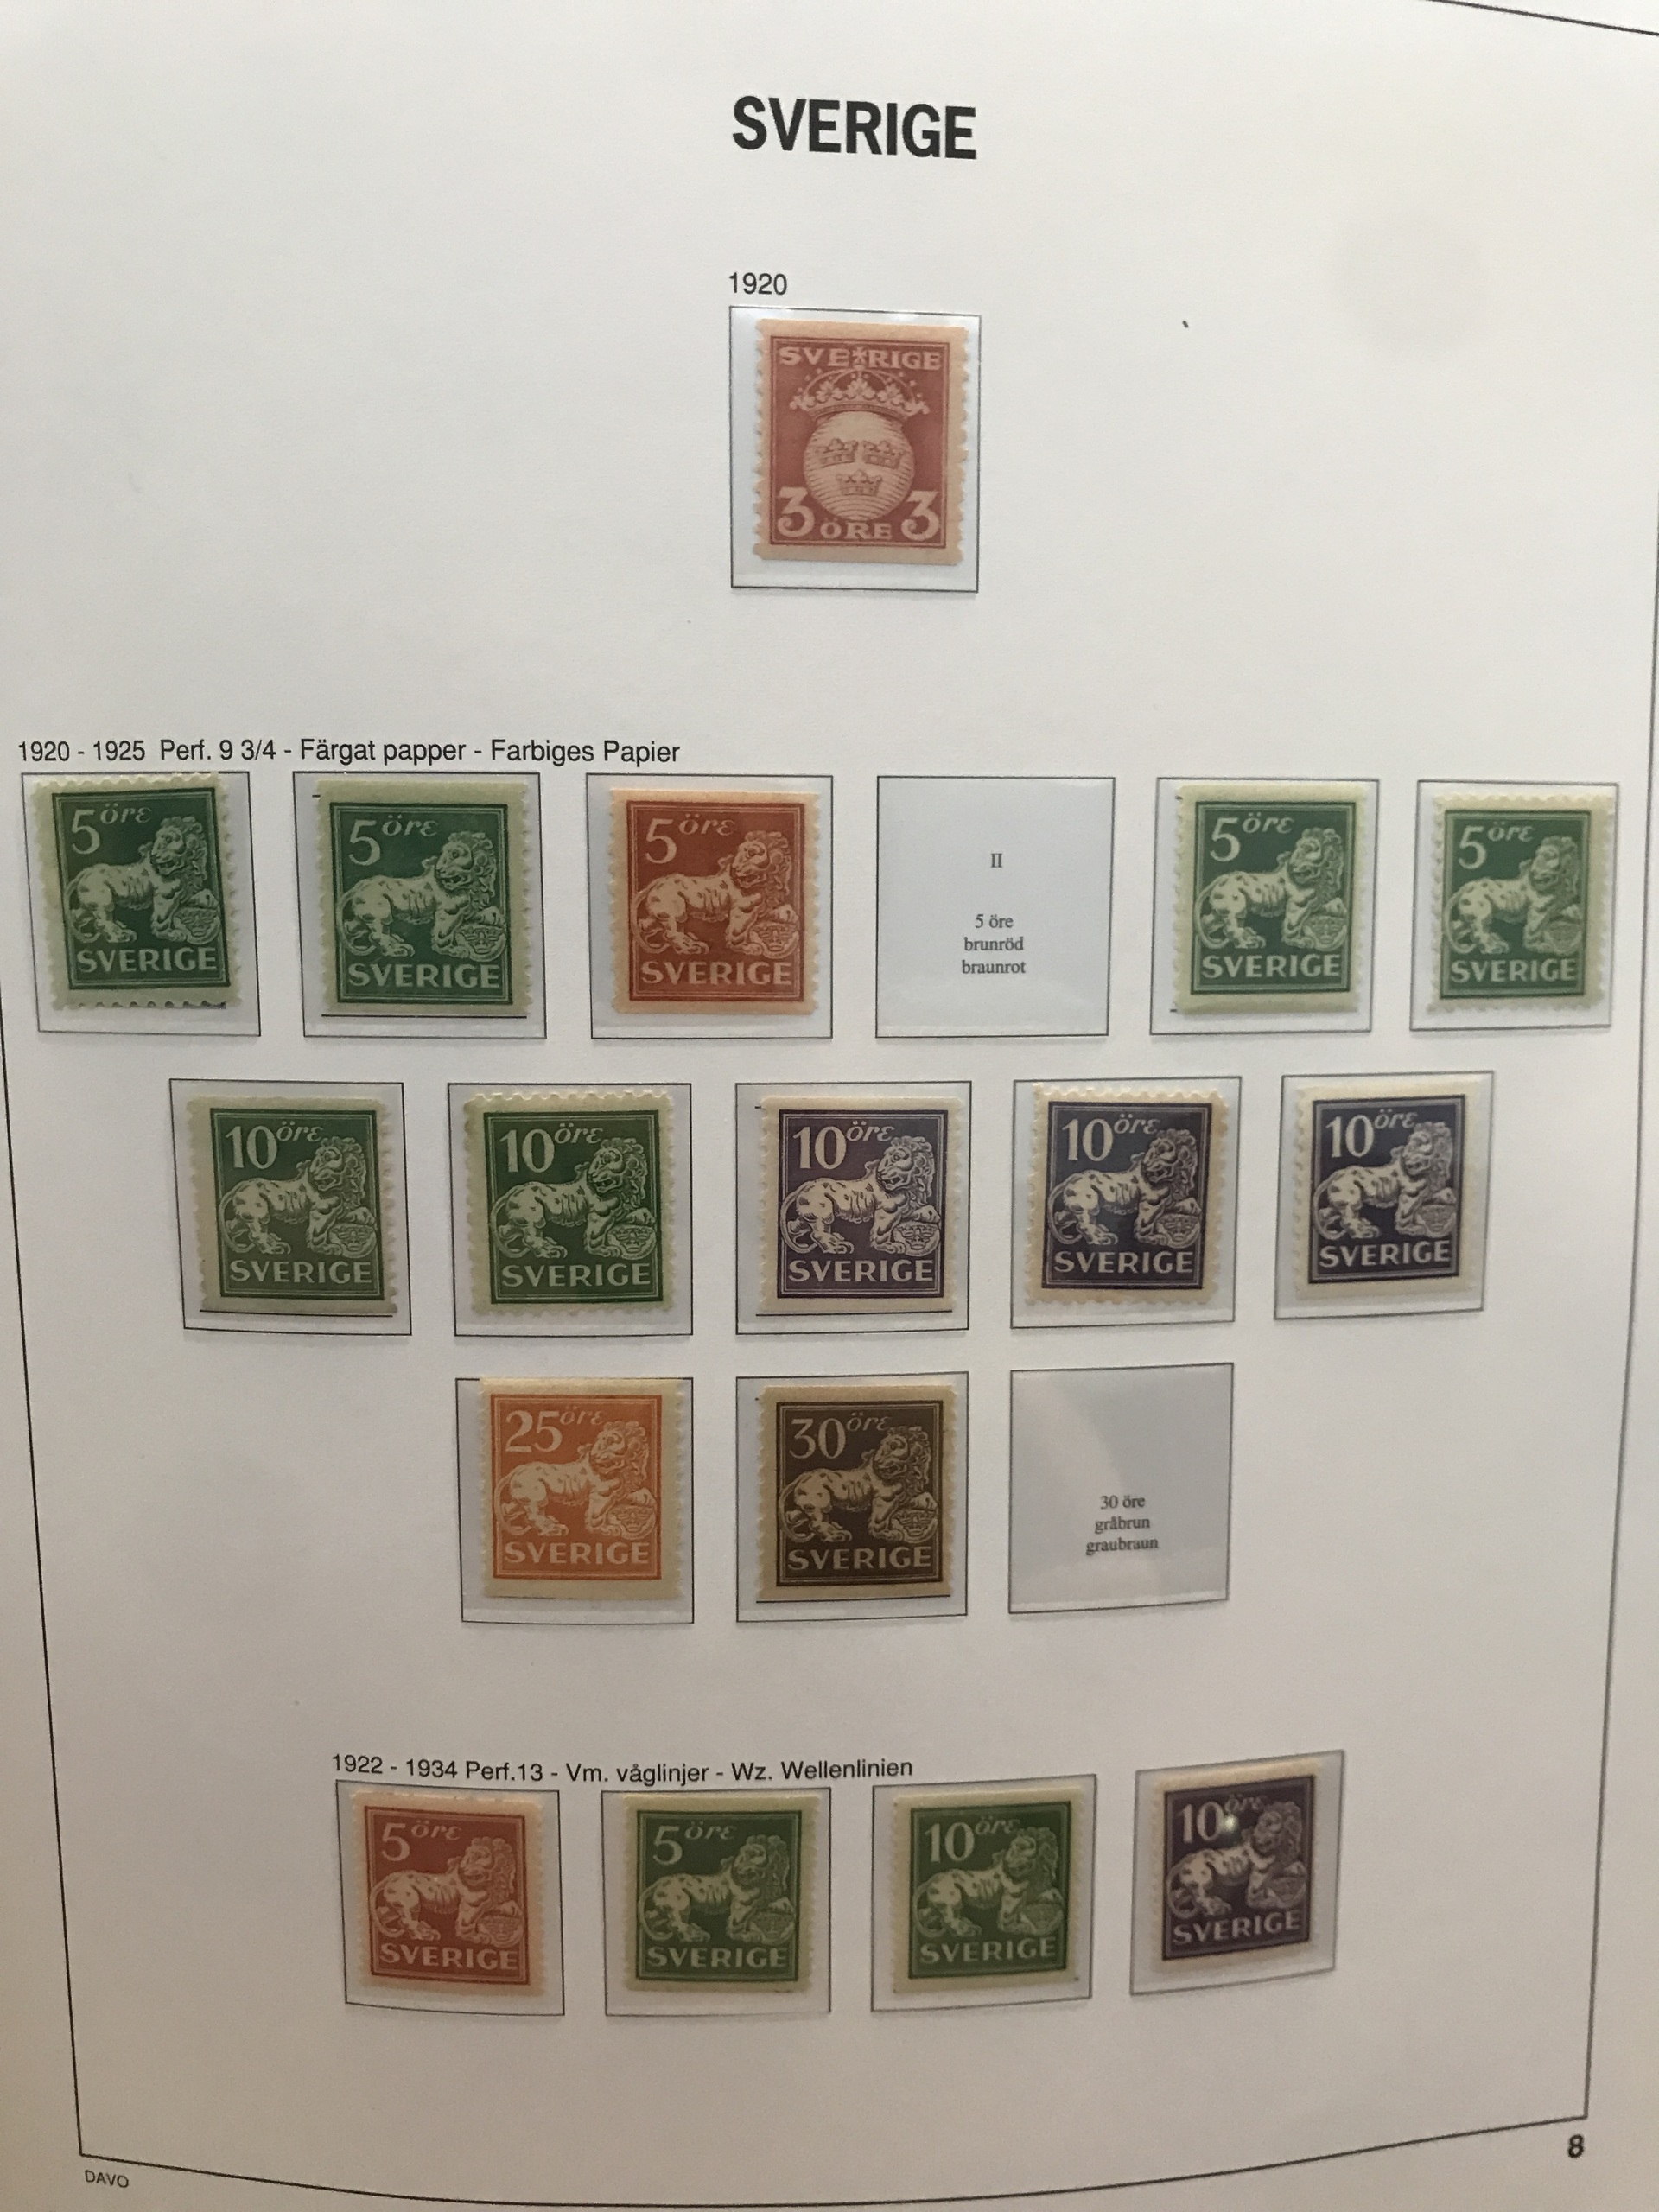 SVERIGE
1920
SVERIGE
3 ÖRE 3
1920 - 1925 Perf. 9 3/4 - Färgat papper - Farbiges Papier
5 öre
SVERIGE
5 öre
SVERIGE
5 öre
SVERIGE
II
5 öre
brunröd
braunrot
5 öre
SVERIGE
5 öre
SVERIGE
10 öre
SVERIGE
10 öre
SVERIGE
10 öre
SVERIGE
10 öre
SVERIGE
10 öre
SVERIGE
25 öre
SVERIGE
30 öre
SVERIGE
30 öre
gråbrun
graubraun
1922 - 1934 Perf.13 - Vm. våglinjer - Wz. Wellenlinien
5 öre
SVERIGE
5 öre
SVERIGE
10 öre
SVERIGE
10 öre
SVERIGE
DAVO
8